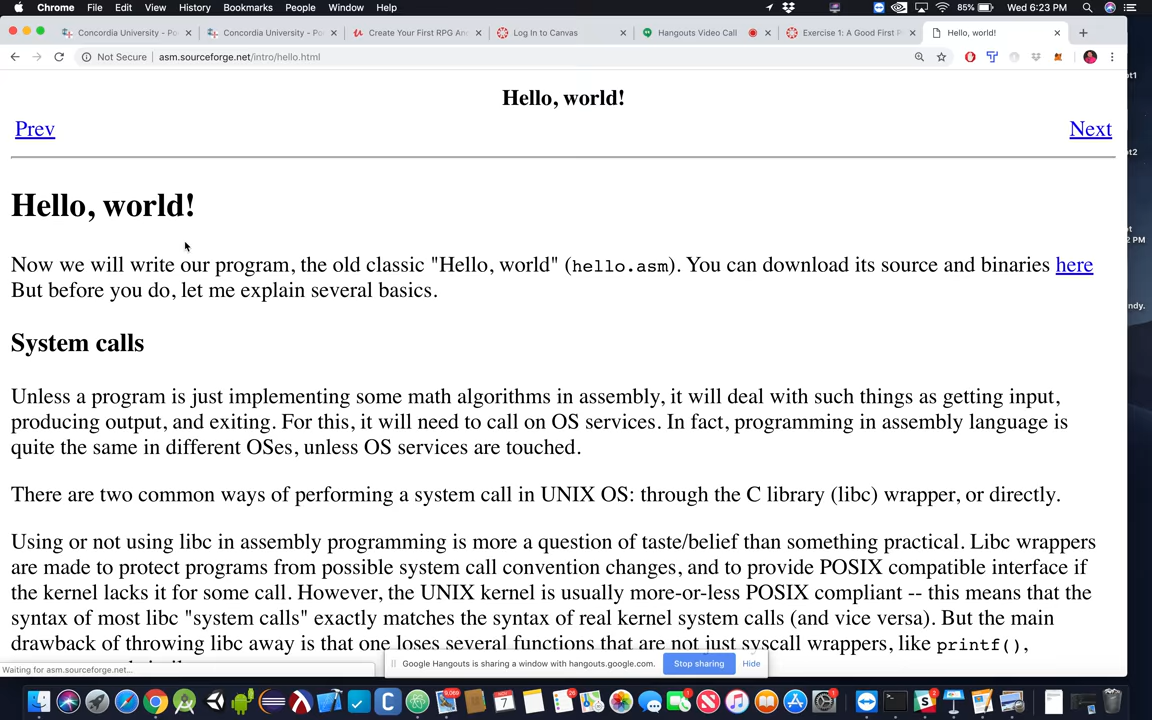 Chrome File Edit View History Bookmarks People Window Help 85% Wed 6:23 PM
Concordia University - Po Concordia University - Po Create Your First RPG An Log In to Canvas Hangouts Video Call Exercise 1: A Good First P Hello, world!
Not Secure asm.sourceforge.net/intro/hello.html
Hello, world!
Prev Next
Hello, world!
Now we will write our program, the old classic "Hello, world" (hello.asm). You can download its source and binaries here
But before you do, let me explain several basics.
System calls
Unless a program is just implementing some math algorithms in assembly, it will deal with such things as getting input,
producing output, and exiting. For this, it will need to call on OS services. In fact, programming in assembly language is
quite the same in different OSes, unless OS services are touched.
There are two common ways of performing a system call in UNIX OS: through the C library (libc) wrapper, or directly.
Using or not using libc in assembly programming is more a question of taste/belief than something practical. Libc wrappers
are made to protect programs from possible system call convention changes, and to provide POSIX compatible interface if
the kernel lacks it for some call. However, the UNIX kernel is usually more-or-less POSIX compliant -- this means that the
syntax of most libc "system calls" exactly matches the syntax of real kernel system calls (and vice versa). But the main
drawback of throwing libc away is that one loses several functions that are not just syscall wrappers, like printf(),
Waiting for asm.sourceforge.net...
Google Hangouts is sharing a window with hangouts.google.com. Stop sharing Hide